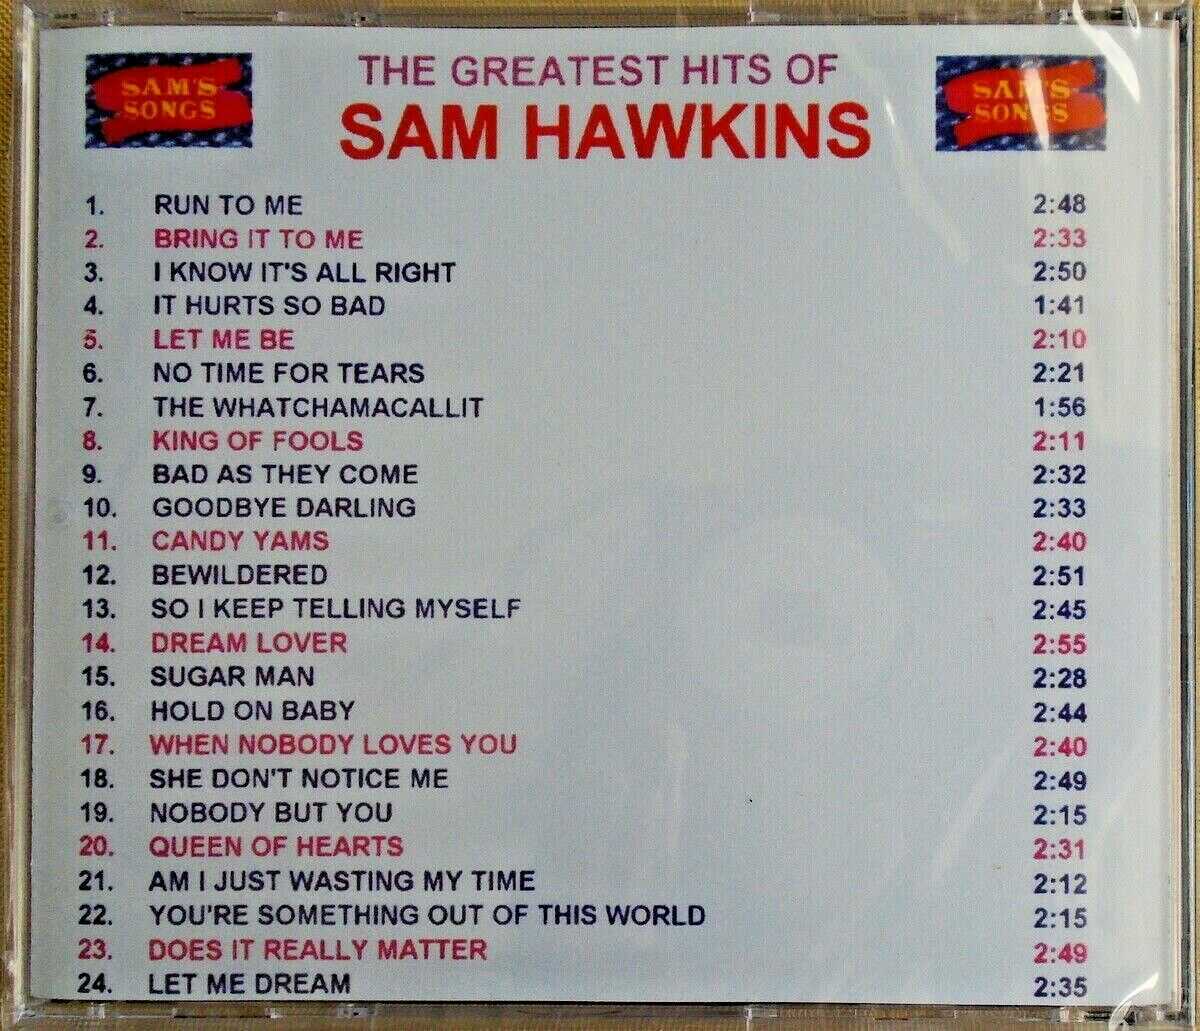 SAM'S
SONGS
THE GREATEST HITS OF
SAM HAWKINS
SAM'S
SONGS
1. RUN TO ME 2:48
2. BRING IT TO ME 2:33
3. I KNOW IT'S ALL RIGHT 2:50
4. IT HURTS SO BAD 1:41
5. LET ME BE 2:10
6. NO TIME FOR TEARS 2:21
7. THE WHATCHAMACALLIT 1:56
8. KING OF FOOLS 2:11
9. BAD AS THEY COME 2:32
10. GOODBYE DARLING 2:33
11. CANDY YAMS 2:40
12. BEWILDERED 2:51
13. SO I KEEP TELLING MYSELF 2:45
14. DREAM LOVER 2:55
15. SUGAR MAN 2:28
16. HOLD ON BABY 2:44
17. WHEN NOBODY LOVES YOU 2:40
18. SHE DON'T NOTICE ME 2:49
19. NOBODY BUT YOU 2:15
20. QUEEN OF HEARTS 2:31
21. AM I JUST WASTING MY TIME 2:12
22. YOU'RE SOMETHING OUT OF THIS WORLD 2:15
23. DOES IT REALLY MATTER 2:49
24. LET ME DREAM 2:35